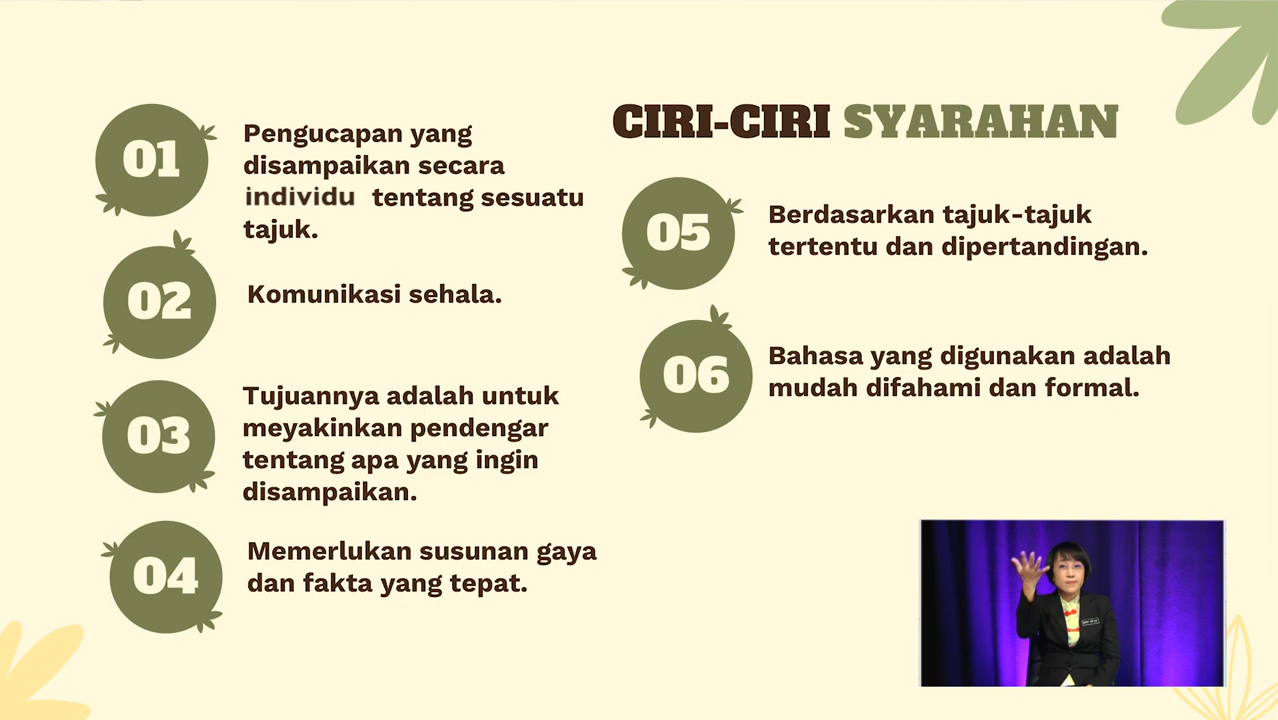 CIRI-CIRI SYARAHAN
01
Pengucapan yang
disampaikan secara
individu tentang sesuatu
tajuk.
02
Komunikasi sehala.
03
Tujuannya adalah untuk
meyakinkan pendengar
tentang apa yang ingin
disampaikan.
04
Memerlukan susunan gaya
dan fakta yang tepat.
05
Berdasarkan tajuk-tajuk
tertentu dan dipertandingan.
06
Bahasa yang digunakan adalah
mudah difahami dan formal.